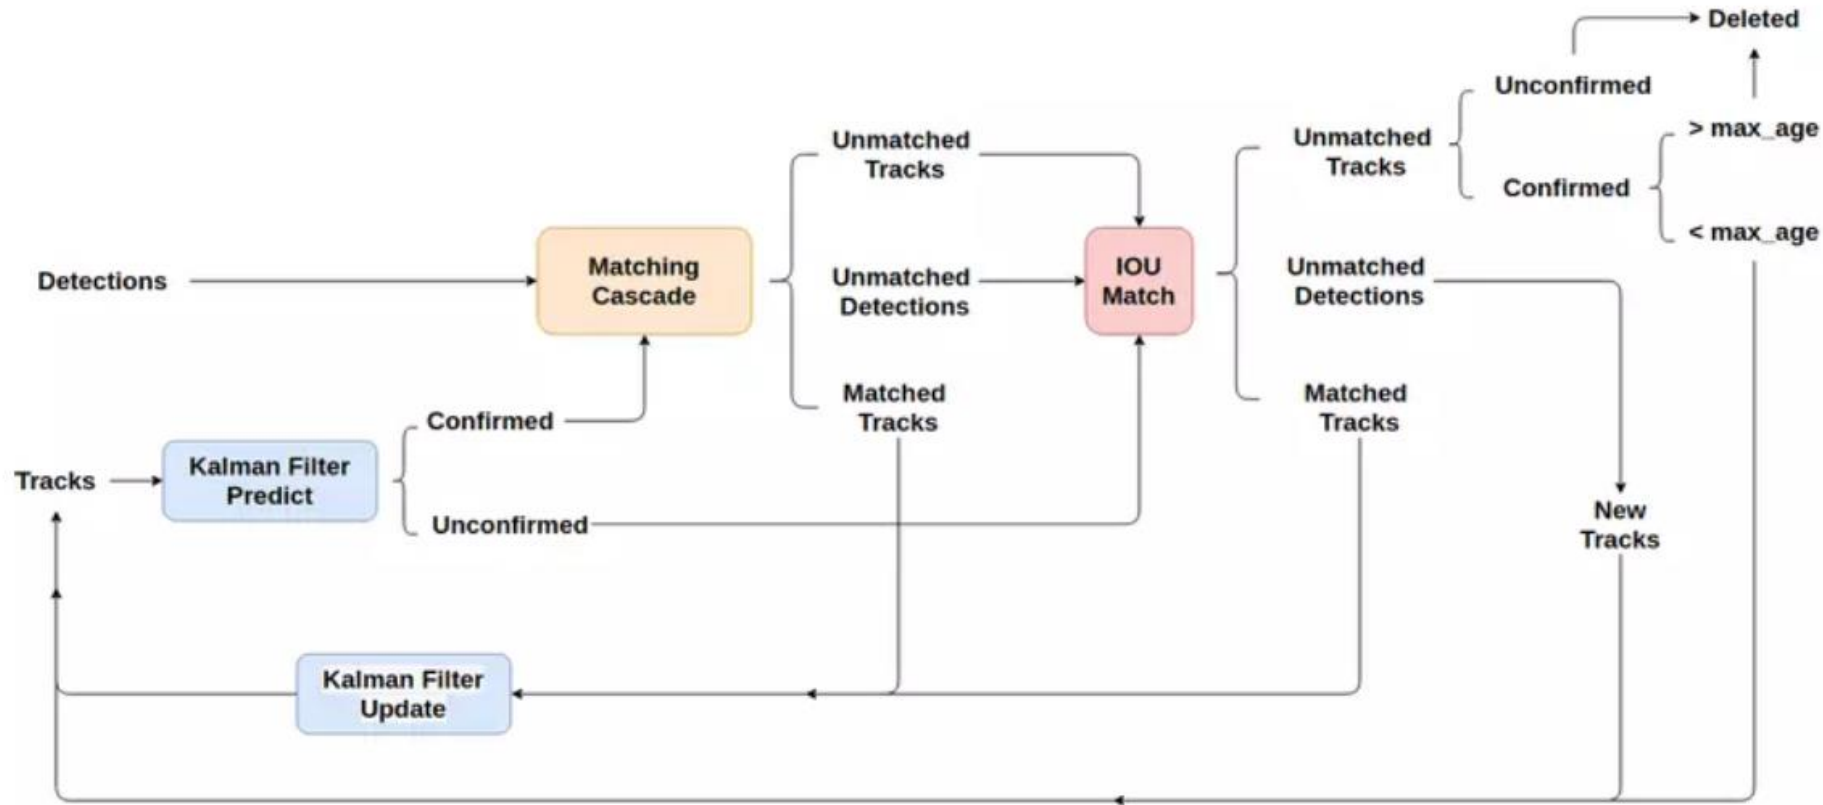 Deleted
Unconfirmed
> max_age
Unmatched
Tracks
Unmatched
Tracks
Confirmed
< max_age
Detections
Matching
Cascade
Unmatched
Detections
IOU
Match
Unmatched
Detections
Confirmed
Matched
Tracks
Matched
Tracks
Tracks
Kalman Filter
Predict
Unconfirmed
New
Tracks
Kalman Filter
Update